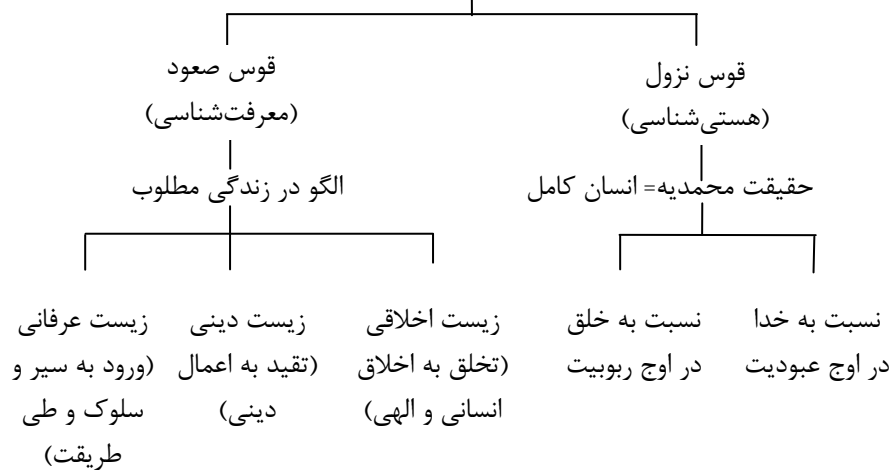 قوس نزول
(هستی‌شناسی)
حقیقت محمدیه= انسان کامل
نسبت به خدا
در اوج عبودیت
نسبت به خلق
در اوج ربوبیت
قوس صعود
(معرفت‌شناسی)
الگو در زندگی مطلوب
زیست اخلاقی
(تخلق به اخلاق
انسانی و الهی)
زیست دینی
(تقید به اعمال
دینی)
زیست عرفانی
(ورود به سیر و
سلوک و طی
طریقت)